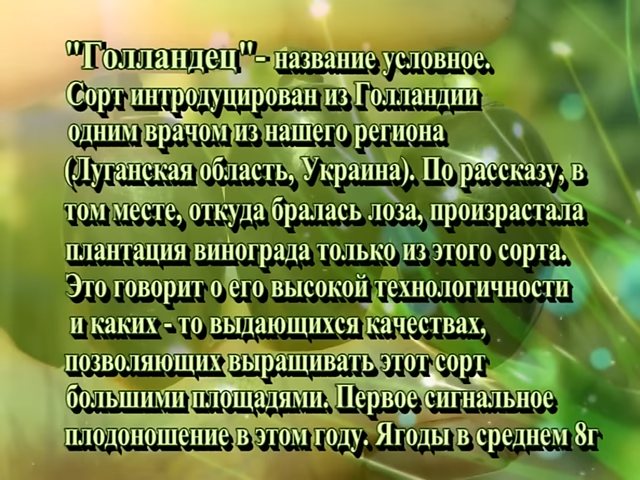 "Голландец"- название условное.
Сорт интродуцирован из Голландии
одним врачом из нашего региона
(Луганская область, Украина). По рассказу, в
том месте, откуда бралась лоза, произрастала
плантация винограда только из этого сорта.
Это говорит о его высокой технологичности
и каких - то выдающихся качествах,
позволяющих выращивать этот сорт
большими площадями. Первое сигнальное
плодоношение в этом году. Ягоды в среднем 8г